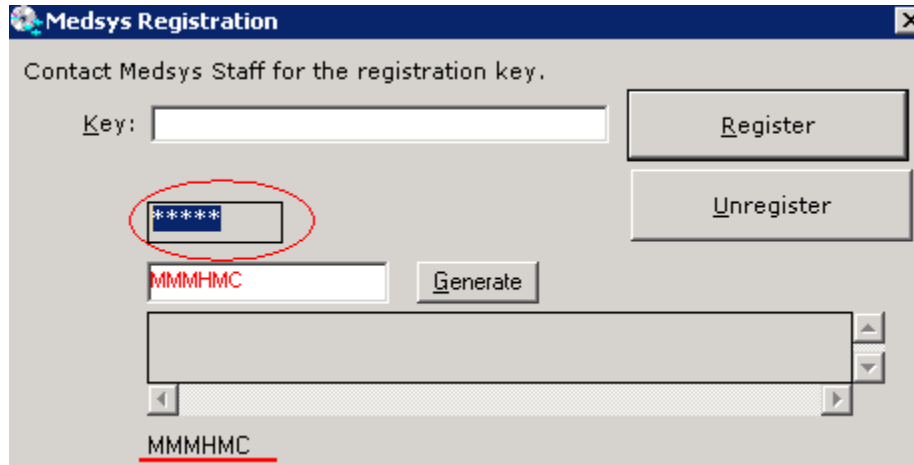 Medsys Registration
Contact Medsys Staff for the registration key.
Key:
Register
Unregister
*****
MMMHMC
Generate
MMMHMC